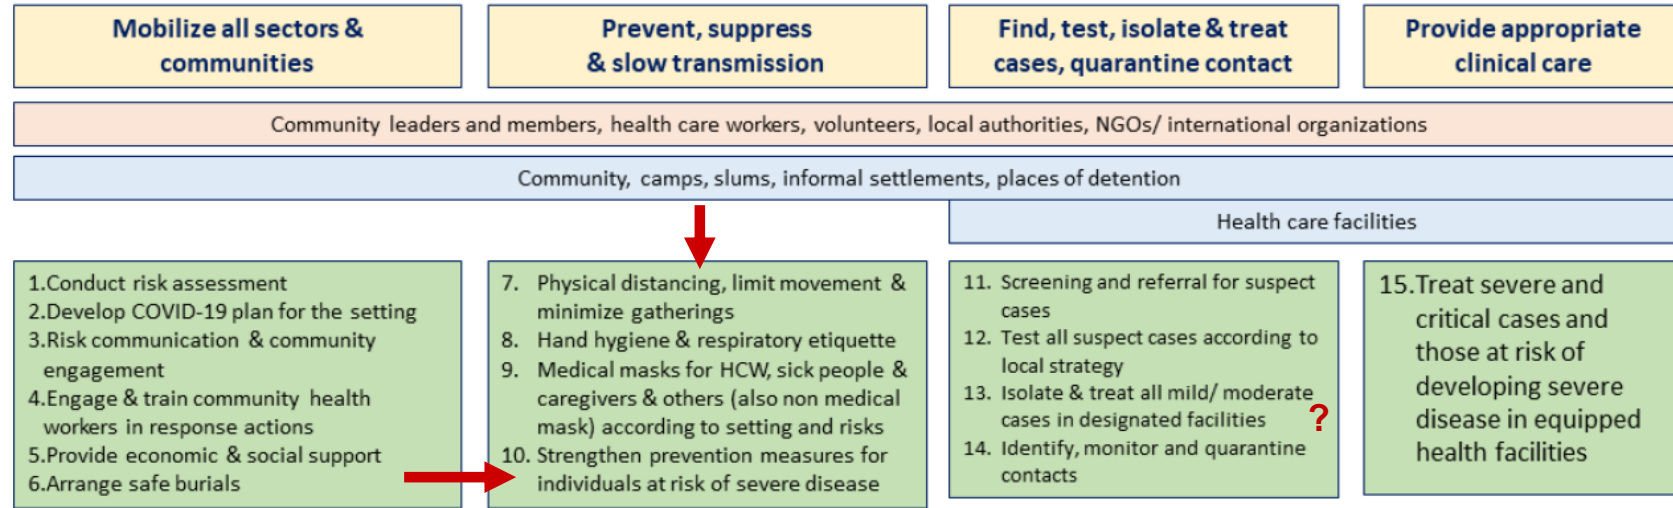 Mobilize all sectors &
communities
Prevent, suppress
& slow transmission
Find, test, isolate & treat
cases, quarantine contact
Provide appropriate
clinical care
Community leaders and members, health care workers, volunteers, local authorities, NGOs/ international organizations
Community, camps, slums, informal settlements, places of detention
Health care facilities
1.Conduct risk assessment
2.Develop COVID-19 plan for the setting
3.Risk communication & community
engagement
4.Engage & train community health
workers in response actions
5.Provide economic & social support
6.Arrange safe burials
7. Physical distancing, limit movement &
minimize gatherings
8. Hand hygiene & respiratory etiquette
9. Medical masks for HCW, sick people &
caregivers & others (also non medical
mask) according to setting and risks
10. Strengthen prevention measures for
individuals at risk of severe disease
11. Screening and referral for suspect
cases
12. Test all suspect cases according to
local strategy
13. Isolate & treat all mild/ moderate
cases in designated facilities ?
14. Identify, monitor and quarantine
contacts
15.Treat severe and
critical cases and
those at risk of
developing severe
disease in equipped
health facilities